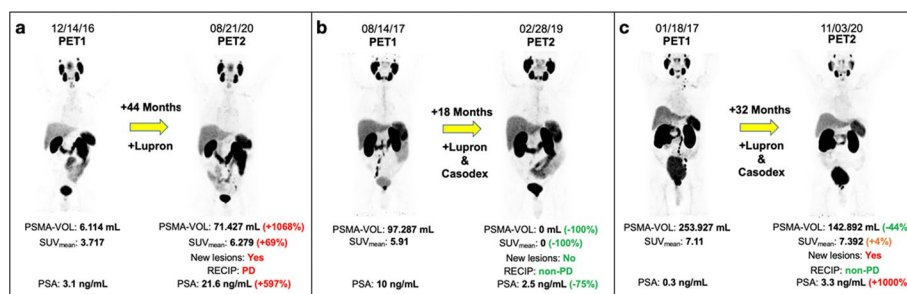 a
12/14/16
PET1
08/21/20
PET2
+44 Months
+Lupron
PSMA-VOL: 6.114 mL
SUVmean: 3.717
PSA: 3.1 ng/mL
71.427 mL (+1068%)
6.279 (+69%)
New lesions: Yes
RECIP: PD
21.6 ng/mL (+597%)
PSMA-VOL:
SUVmean:
PSA:
b
08/14/17
PET1
02/28/19
PET2
+18 Months
+Lupron
&
Casodex
PSMA-VOL: 97.287 mL
SUVmean: 5.91
PSA: 10 ng/mL
PSMA-VOL: 0 mL (-100%)
SUVmean: 0 (-100%)
New lesions: No
RECIP: non-PD
PSA: 2.5 ng/mL (-75%)
c
01/18/17
PET1
11/03/20
PET2
+32 Months
+Lupron
&
Casodex
PSMA-VOL: 253.927 mL
SUVmean: 7.11
PSA: 0.3 ng/mL
PSMA-VOL: 142.892 mL (-44%)
SUVmean: 7.392 (+4%)
New lesions: Yes
RECIP: non-PD
PSA: 3.3 ng/mL (+1000%)